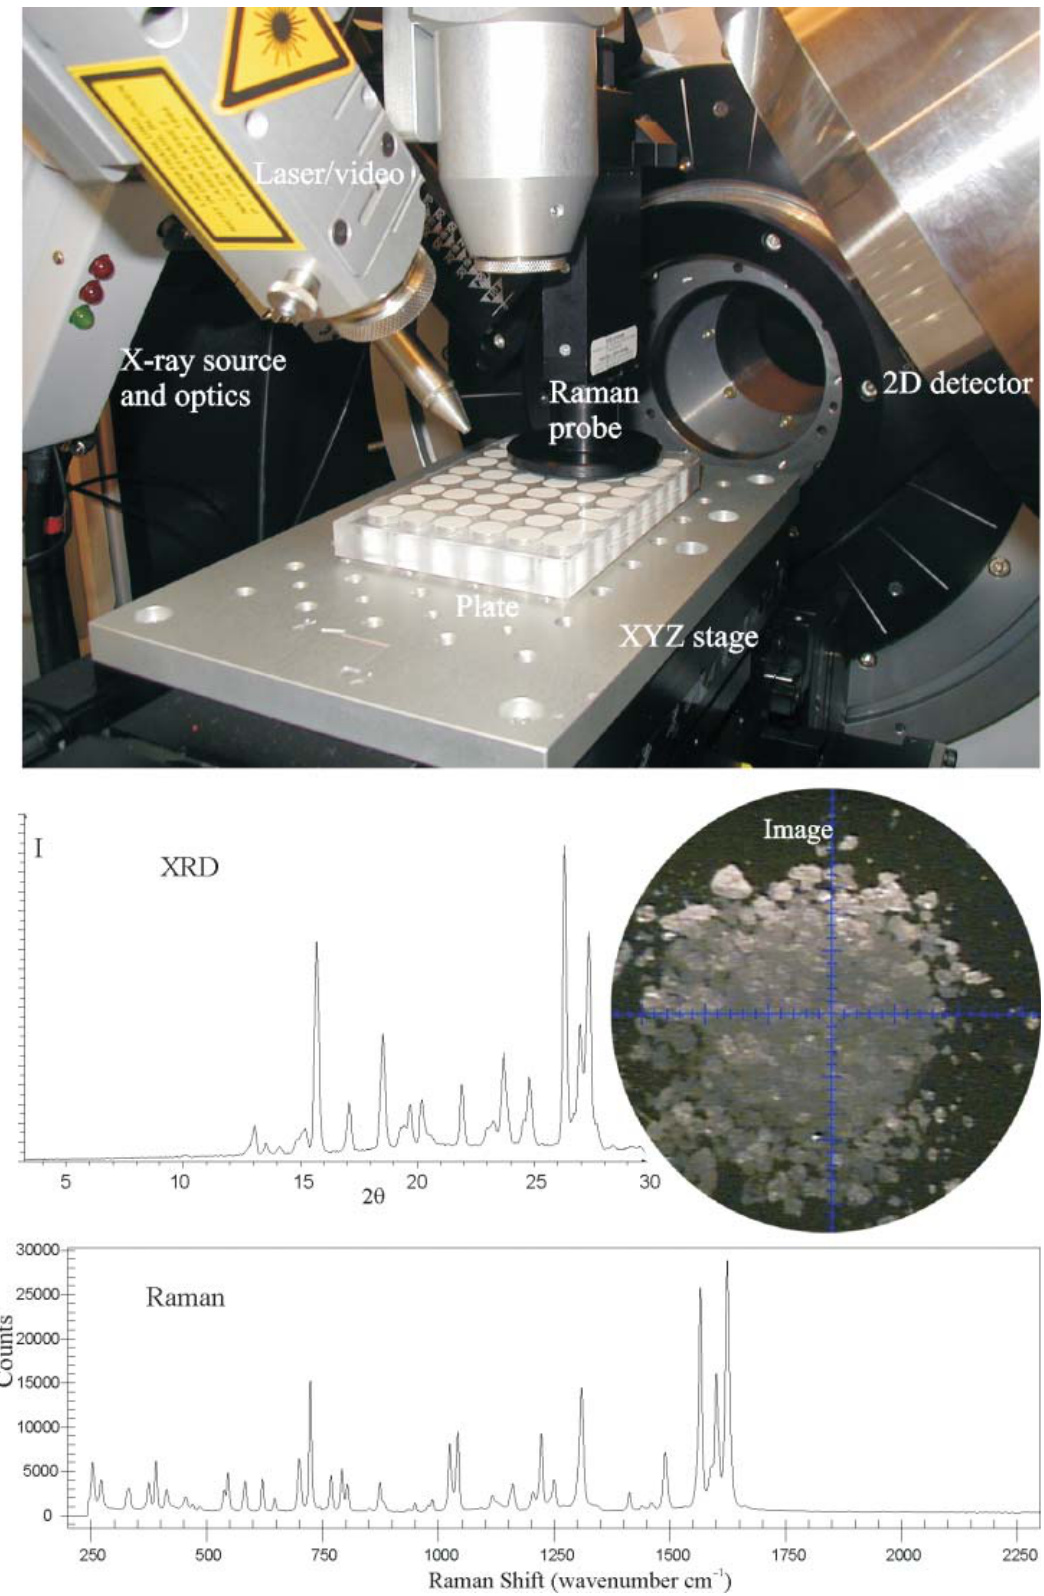 Laser/video
X-ray source
and optics
Raman
probe
2D detector
Plate
XYZ stage
I
XRD
5 10 15 20 25 30
2θ
Image
30000
25000
20000
15000
10000
5000
0
Counts
Raman
250 500 750 1000 1250 1500 1750 2000 2250
Raman Shift (wavenumber cm⁻¹)